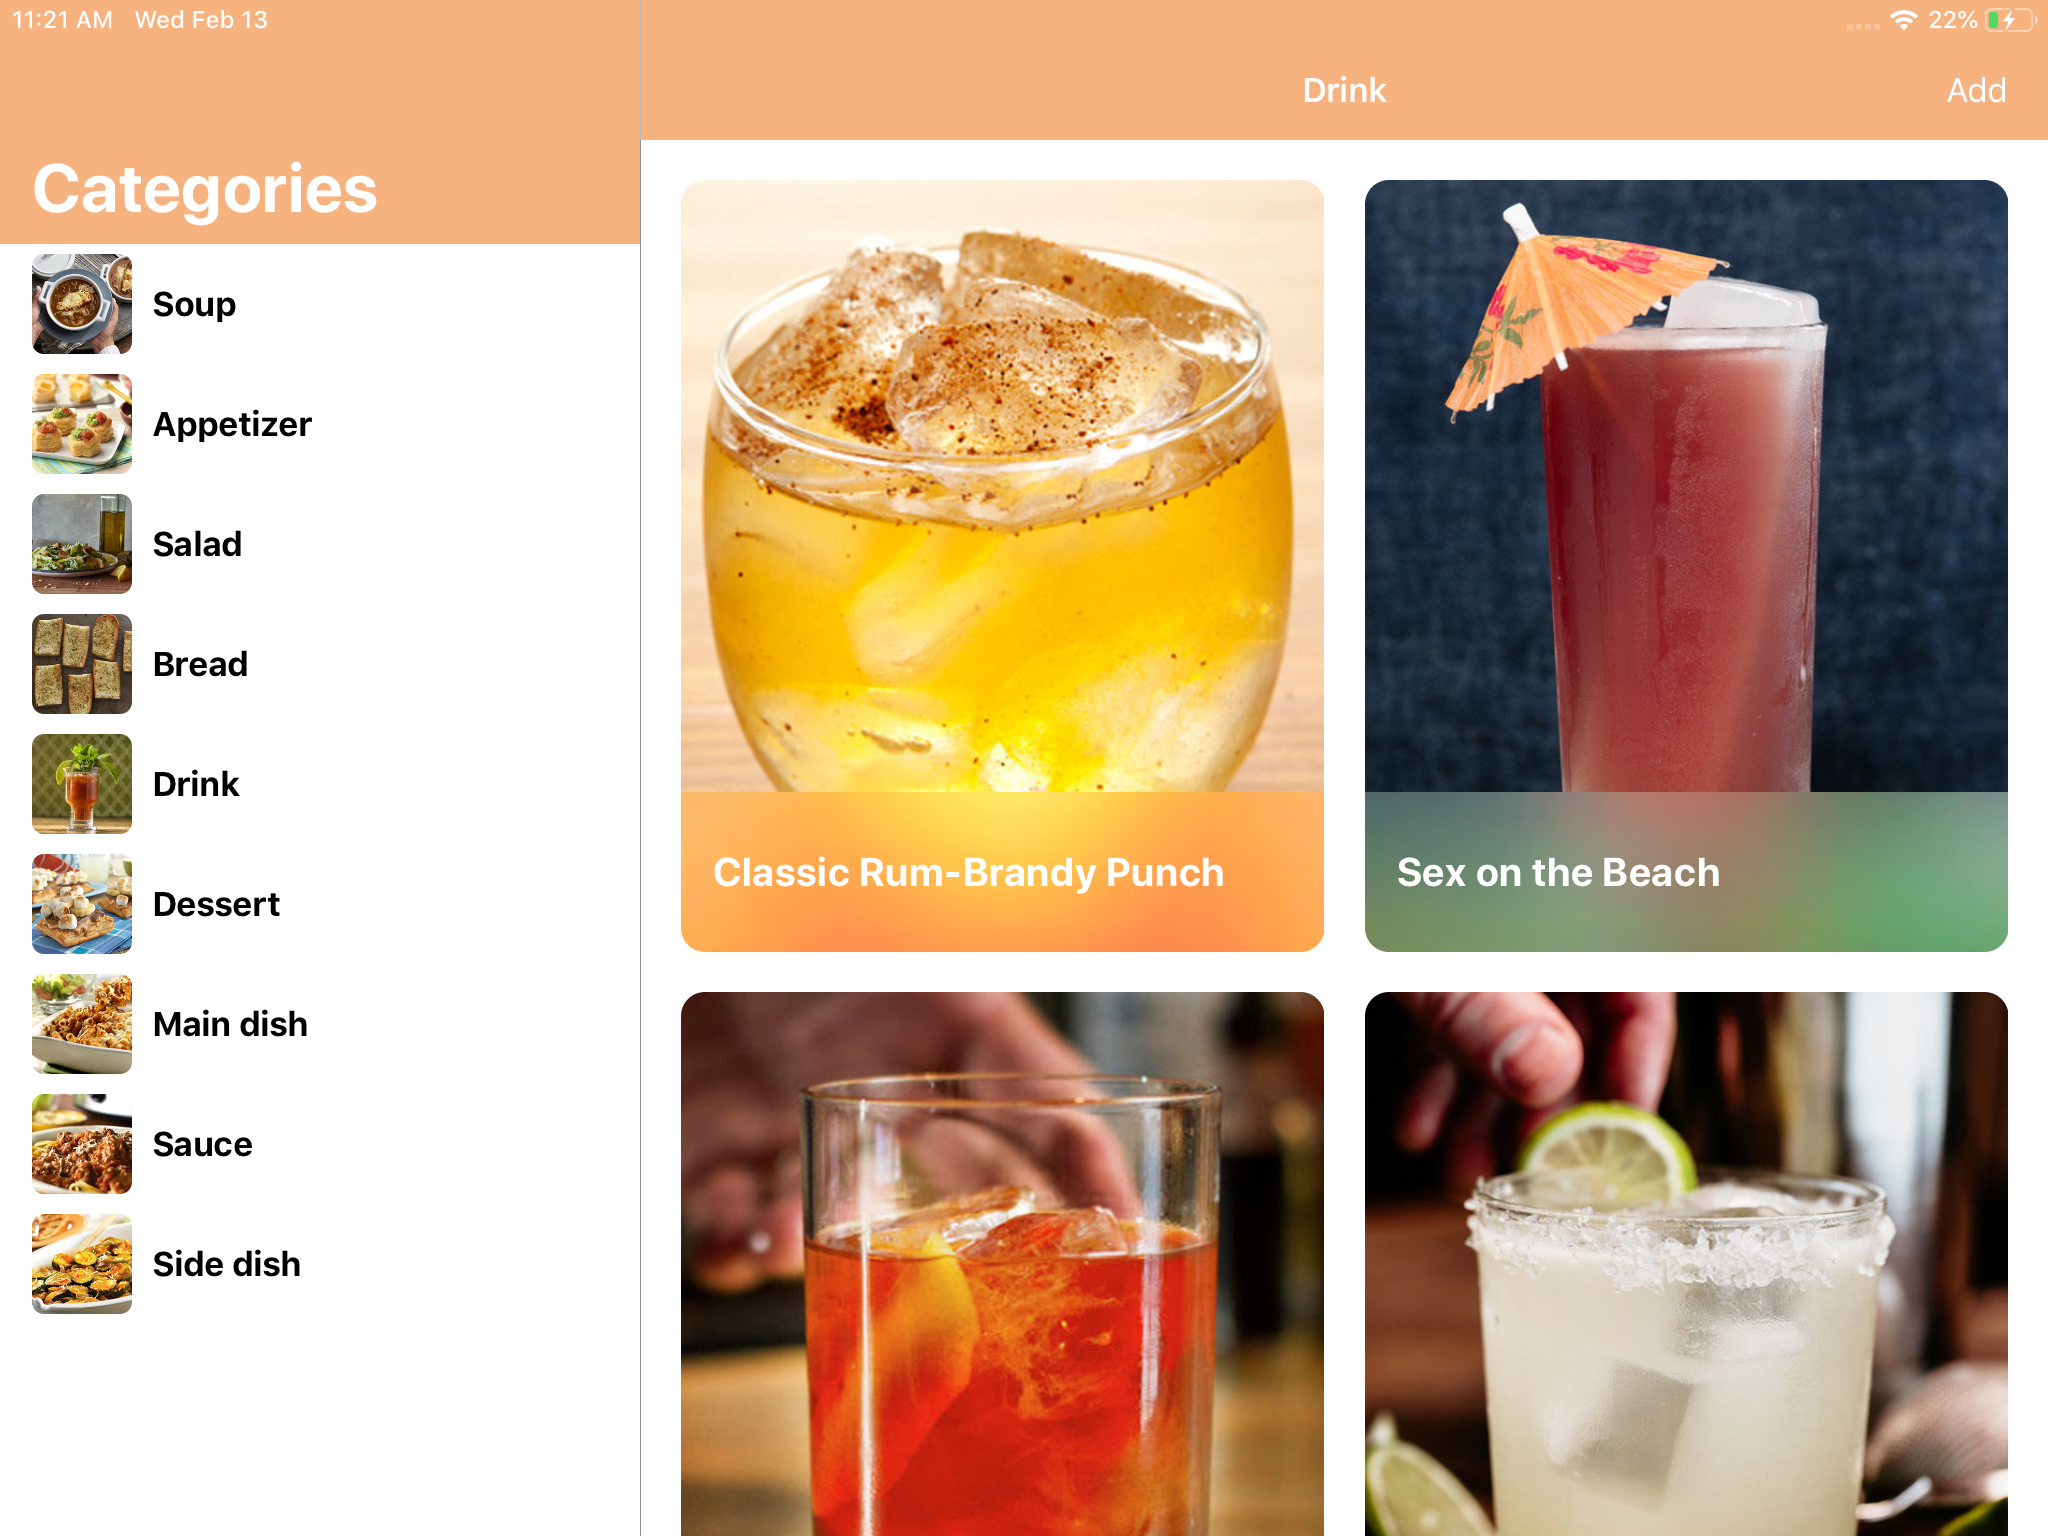 11:21 AM Wed Feb 13
22%
Drink
Add
Categories
Soup
Appetizer
Salad
Bread
Drink
Dessert
Main dish
Sauce
Side dish
Classic Rum-Brandy Punch
Sex on the Beach